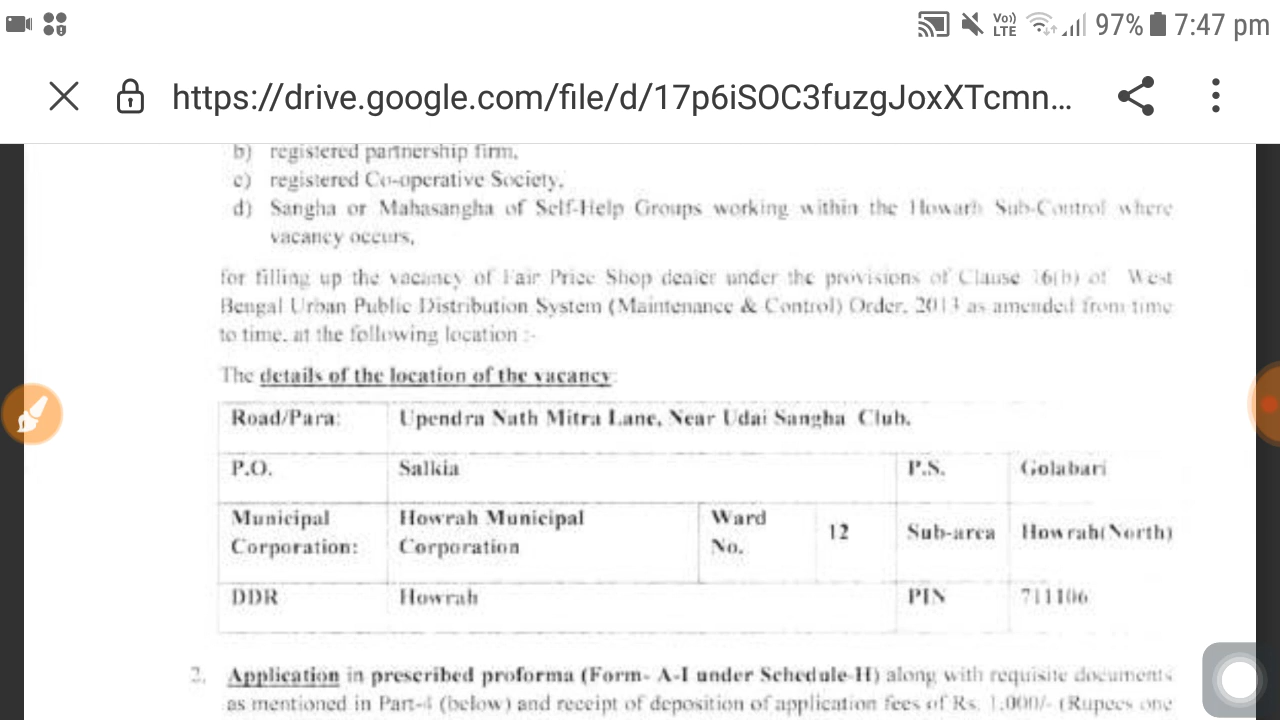 Vo)) LTE 97% 7:47 pm
https://drive.google.com/file/d/17p6iSOC3fuzgJoxXTcmn...
b) registered partnership firm,
c) registered Co-operative Society,
d) Sangha or Mahasangha of Self-Help Groups working within the Howarh Sub-Control where
vacancy occurs,
for filling up the vacancy of Fair Price Shop dealer under the provisions of Clause 16(b) of West
Bengal Urban Public Distribution System (Maintenance & Control) Order, 2013 as amended from time
to time, at the following location :-
The details of the location of the vacancy:
Road/Para: Upendra Nath Mitra Lane, Near Udai Sangha Club.
P.O. Salkia P.S. Golabari
Municipal Corporation: Howrah Municipal Corporation Ward No. 12 Sub-area Howrah(North)
DDR Howrah PIN 711106
2. Application in prescribed proforma (Form- A-I under Schedule-II) along with requisite documents
as mentioned in Part-4 (below) and receipt of deposition of application fees of Rs. 1,000/- (Rupees one